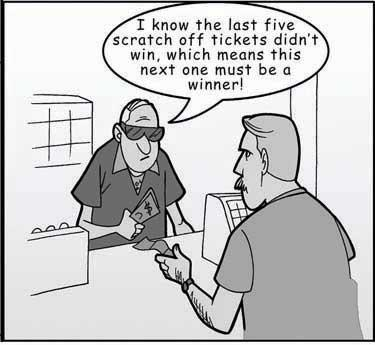 I know the last five
scratch off tickets didn't
win, which means this
next one must be a
winner!
$